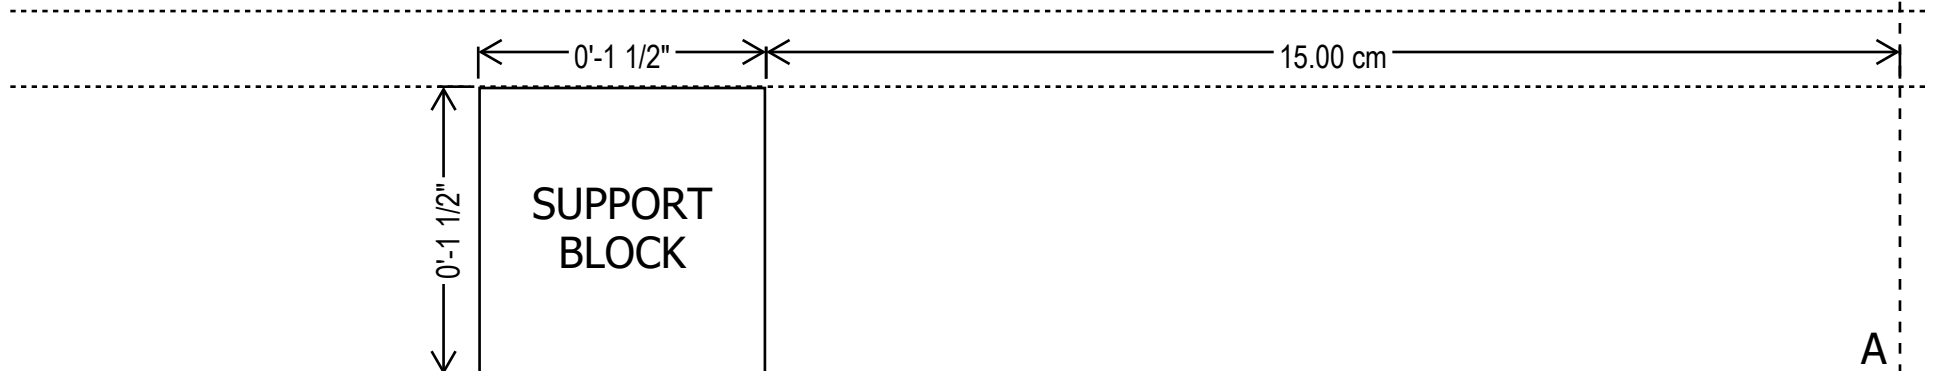 0'-1 1/2"
15.00 cm
0'-1 1/2"
SUPPORT
BLOCK
A